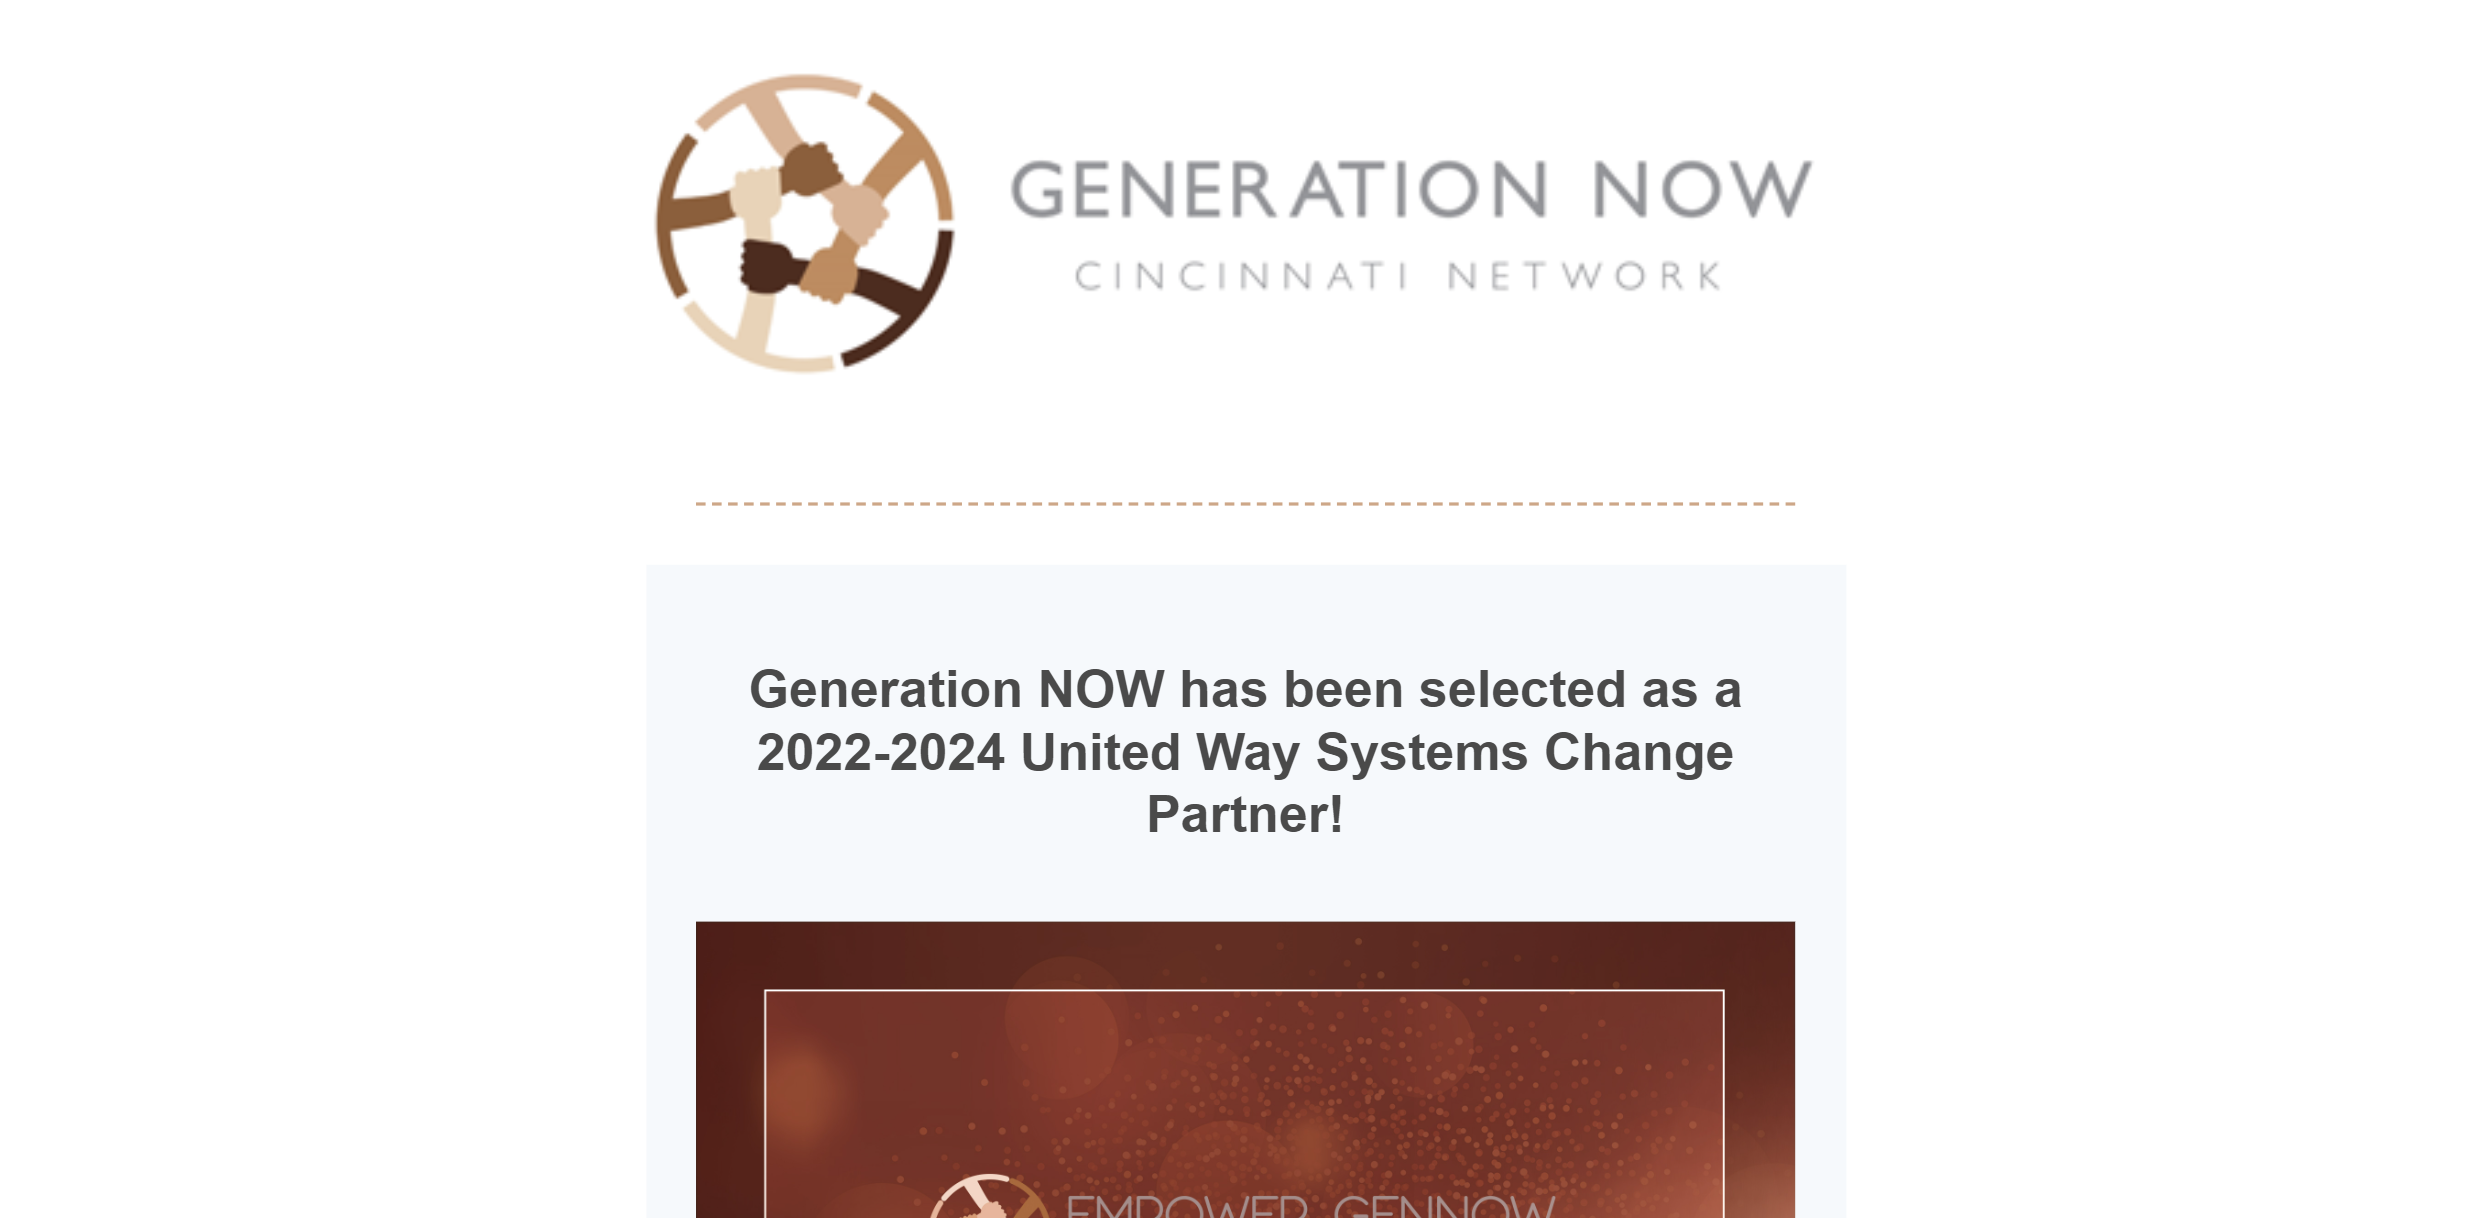 GENERATION NOW
CINCINNATI NETWORK
Generation NOW has been selected as a
2022-2024 United Way Systems Change
Partner!
EMPOWER GENNOW